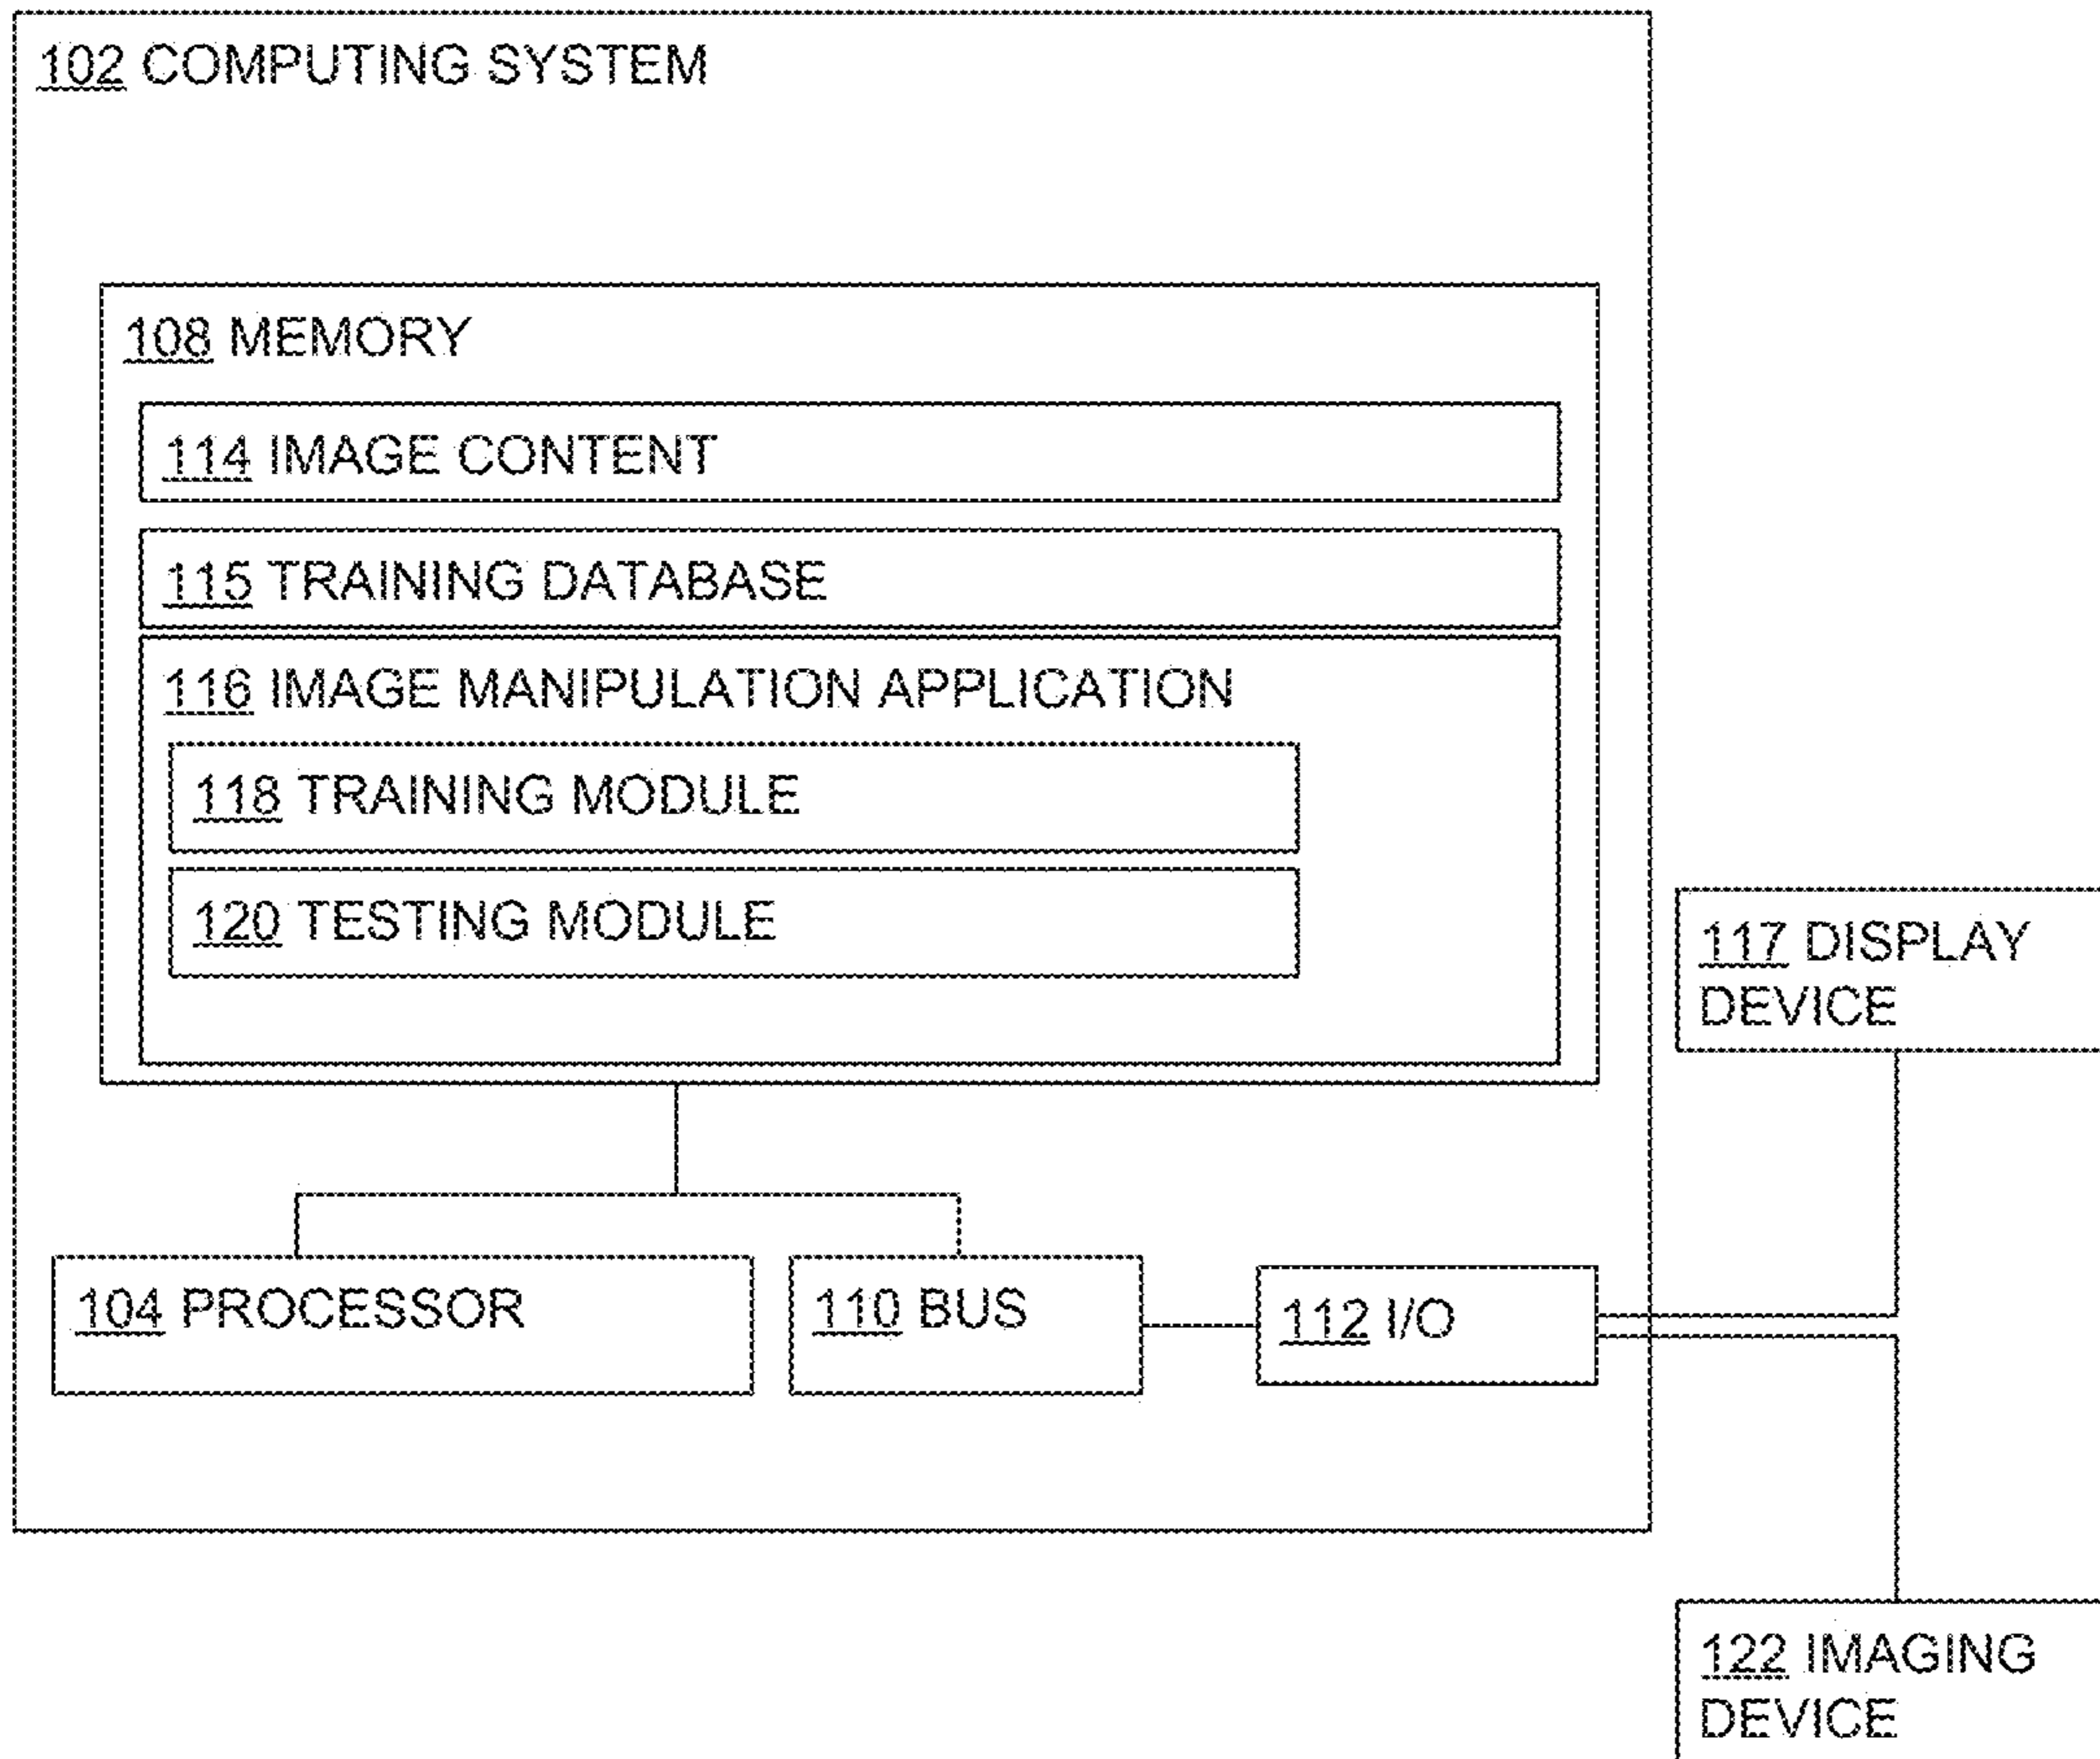 102 COMPUTING SYSTEM
108 MEMORY
114 IMAGE CONTENT
115 TRAINING DATABASE
116 IMAGE MANIPULATION APPLICATION
118 TRAINING MODULE
120 TESTING MODULE
117 DISPLAY
DEVICE
104 PROCESSOR
110 BUS
112 I/O
122 IMAGING
DEVICE